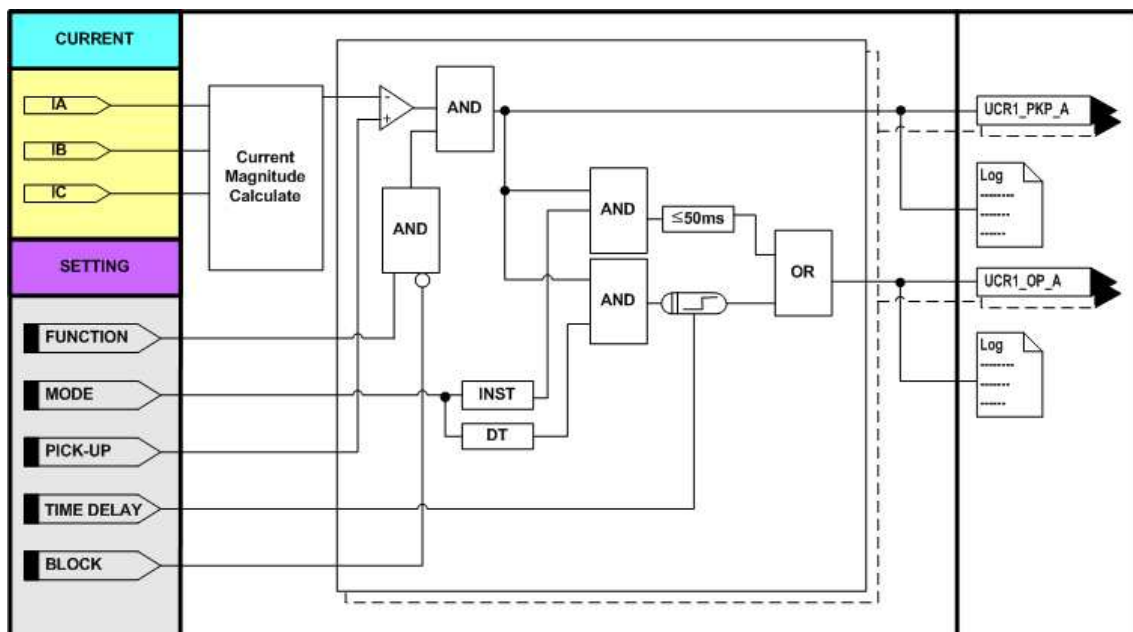 CURRENT
IA
IB
IC
SETTING
FUNCTION
MODE
PICK-UP
TIME DELAY
BLOCK
Current
Magnitude
Calculate
-
+
AND
AND
AND
≤50ms
AND
OR
INST
DT
UCR1_PKP_A
Log
--------
-------
------
UCR1_OP_A
Log
--------
-------
------